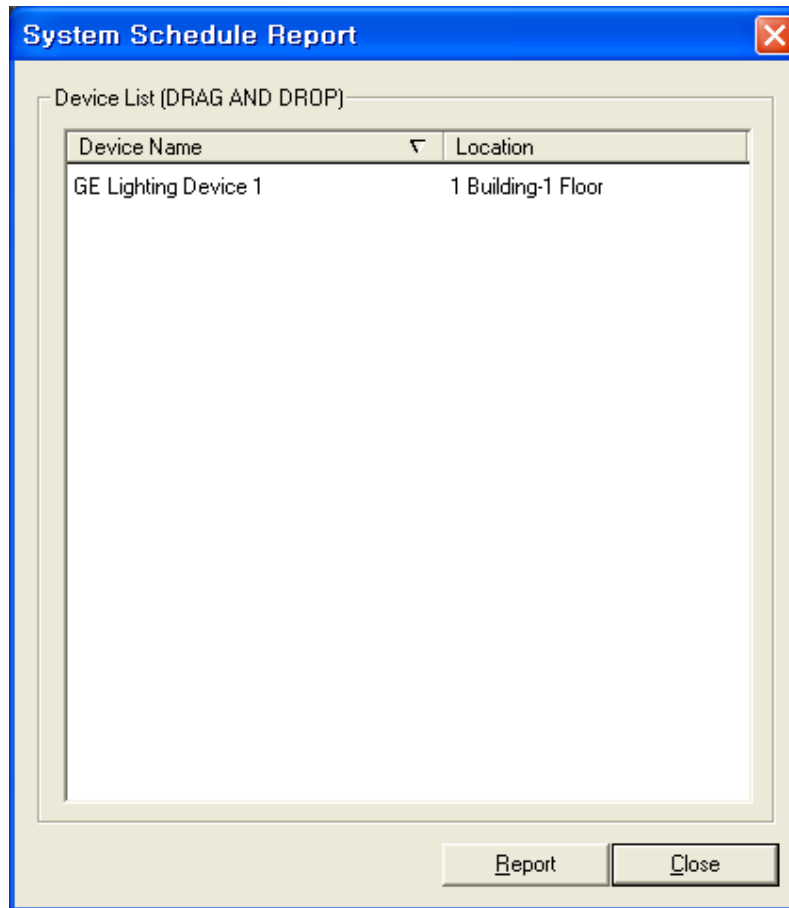 System Schedule Report
Device List (DRAG AND DROP)
Device Name Location
GE Lighting Device 1 1 Building-1 Floor
Report Close